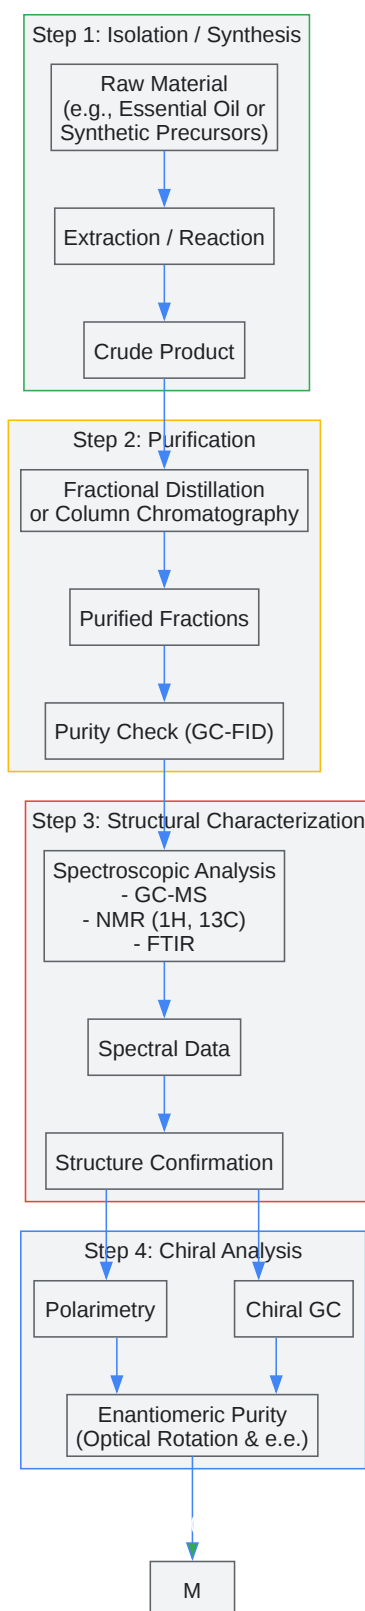 Step 1: Isolation / Synthesis
Raw Material
(e.g., Essential Oil or
Synthetic Precursors)
Extraction / Reaction
Crude Product
Step 2: Purification
Fractional Distillation
or Column Chromatography
Purified Fractions
Purity Check (GC-FID)
Step 3: Structural Characterization
Spectroscopic Analysis
- GC-MS
- NMR (1H, 13C)
- FTIR
Spectral Data
Structure Confirmation
Step 4: Chiral Analysis
Polarimetry
Chiral GC
Enantiomeric Purity
(Optical Rotation & e.e.)
M